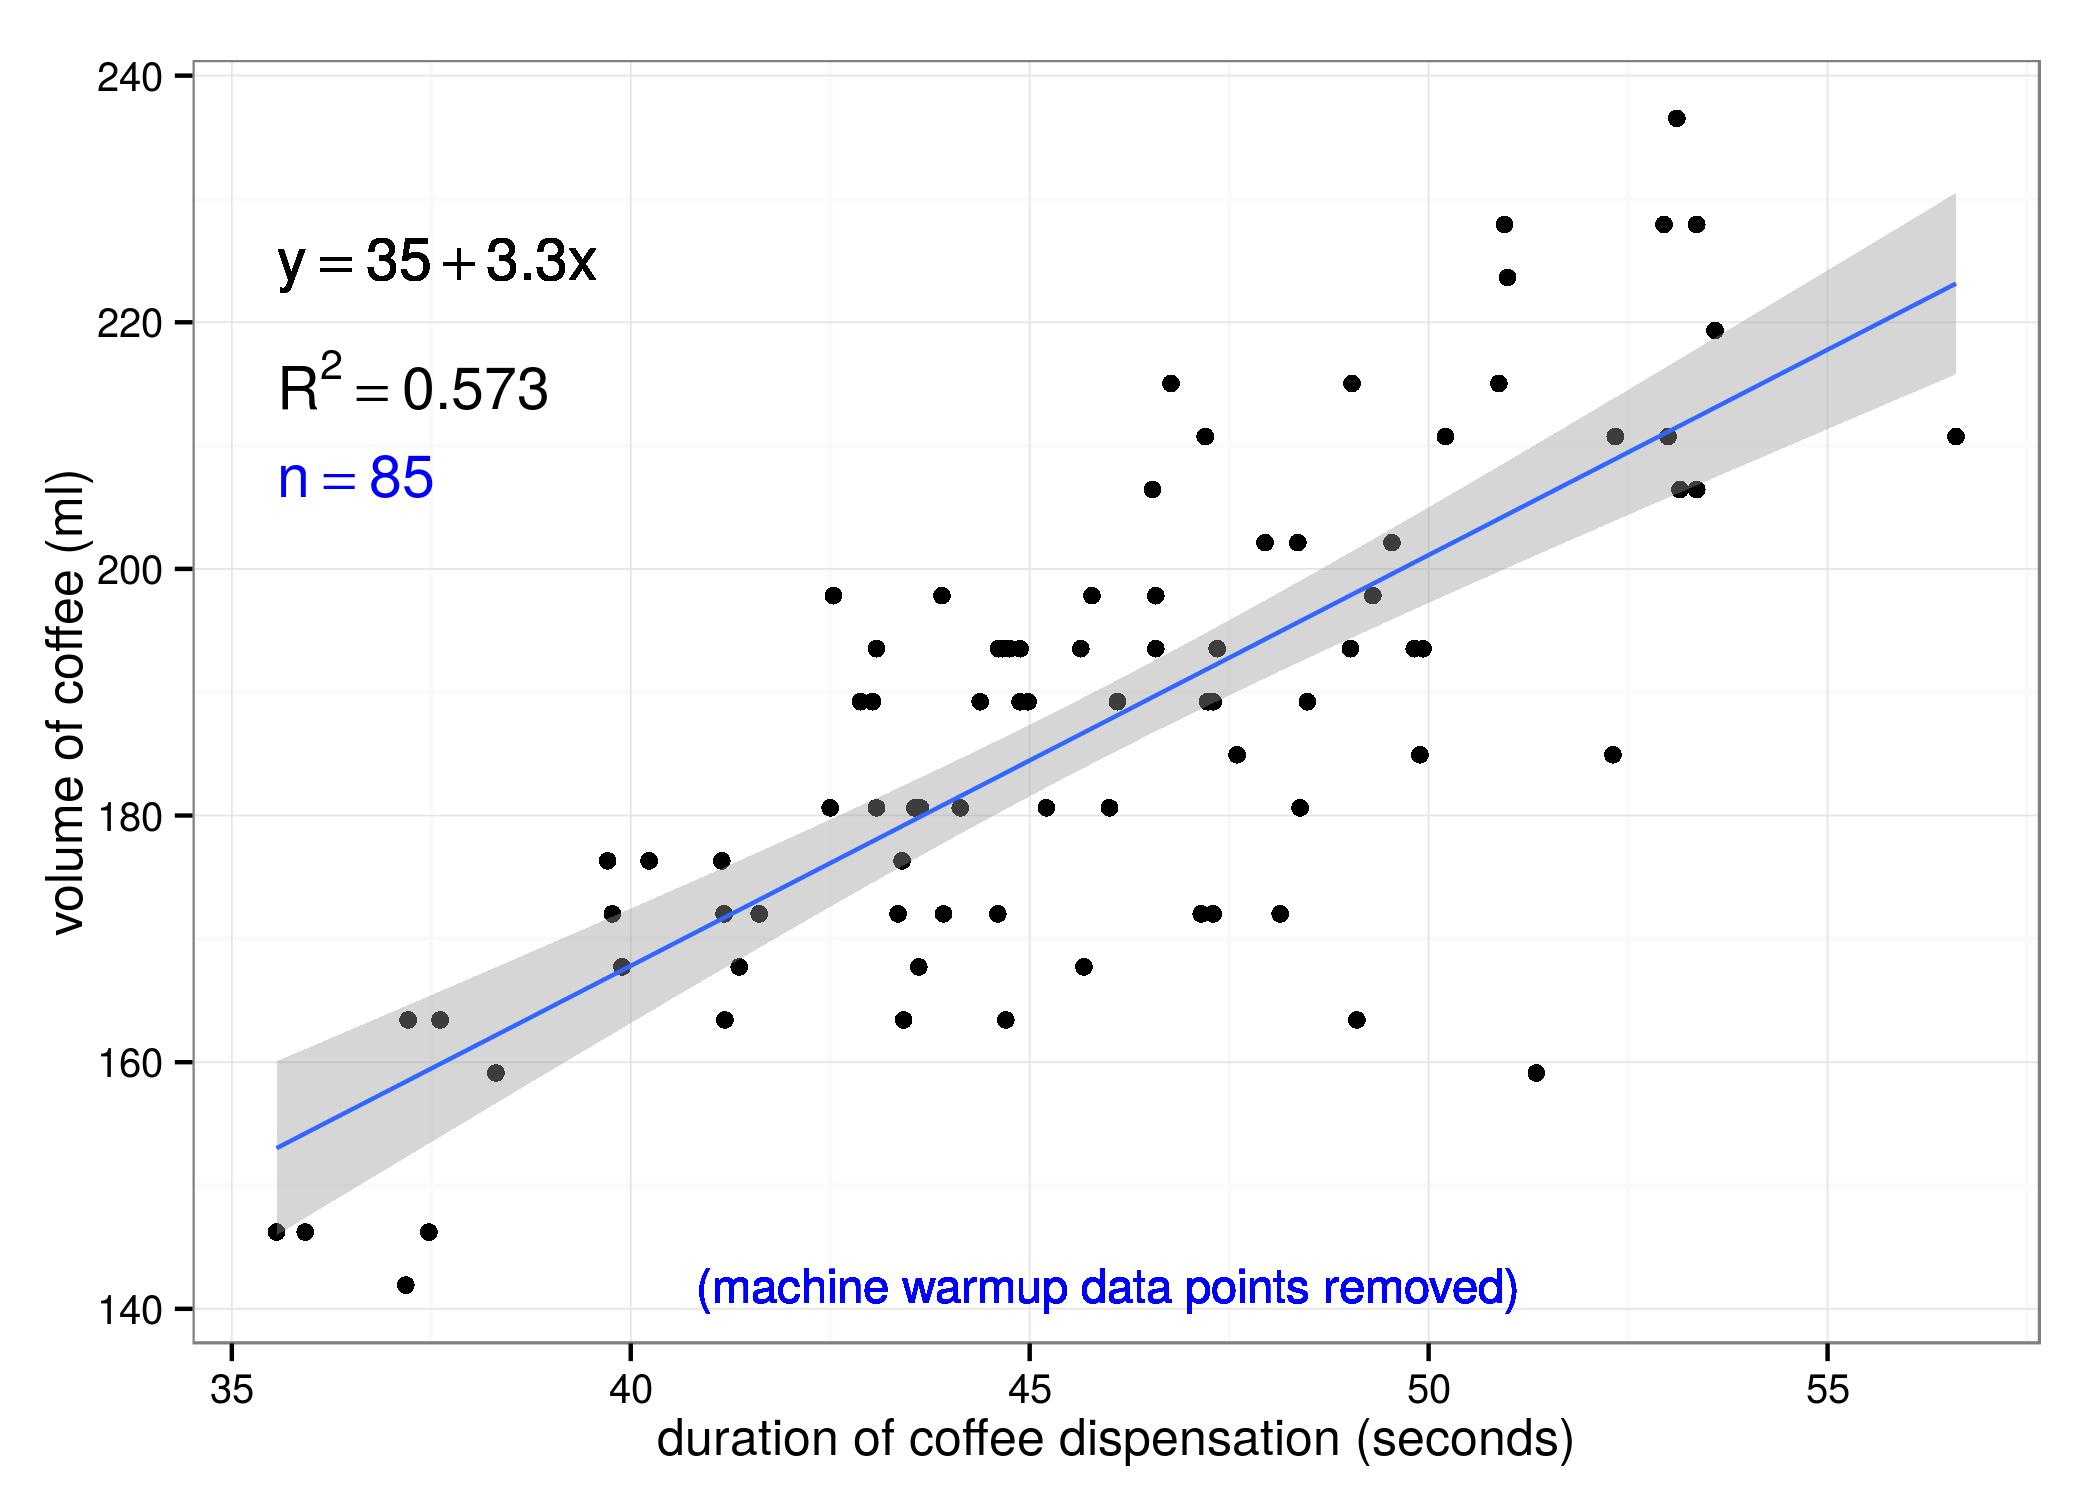 240
y = 35 + 3.3x
220
R² = 0.573
n = 85
volume of coffee (ml)
200
180
160
(machine warmup data points removed)
140
35 40 45 50 55
duration of coffee dispensation (seconds)